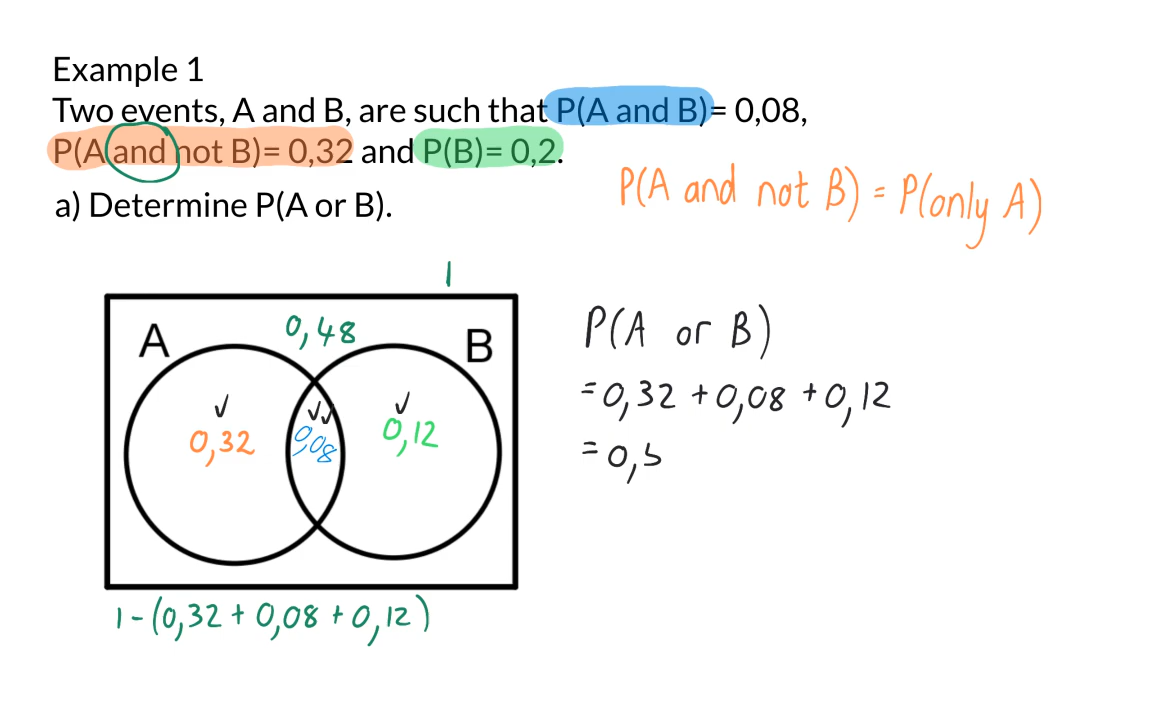 Example 1
Two events, A and B, are such that P(A and B)= 0,08,
P(A and not B)= 0,32 and P(B)= 0,2.
a) Determine P(A or B).
P(A and not B) = P(only A)
1
A
0,48
B
0,32
0,08
0,12
1-(0,32 + 0,08 + 0,12)
P(A or B)
=0,32 + 0,08 + 0,12
=0,5